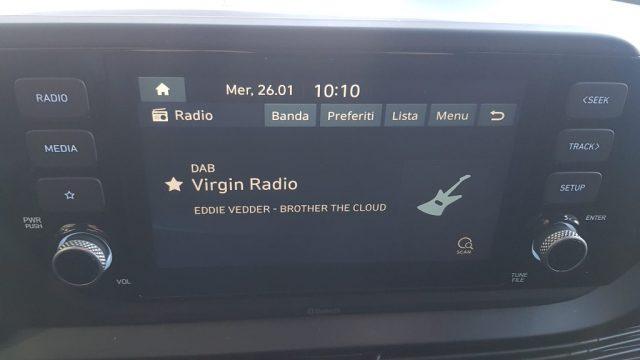 Mer, 26.01 10:10
RADIO
Radio Banda Preferiti Lista Menu
<SEEK
MEDIA
TRACK>
DAB
Virgin Radio
EDDIE VEDDER - BROTHER THE CLOUD
SETUP
PWR
PUSH
ENTER
SCAN
VOL
TUNE
FILE
Bluetooth